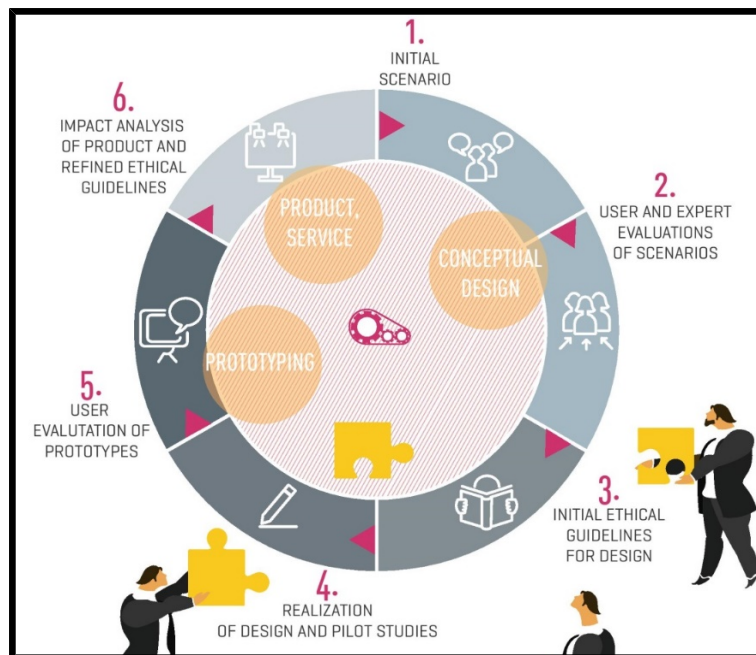 1.
INITIAL
SCENARIO
2.
USER AND EXPERT
EVALUATIONS
OF SCENARIOS
3.
INITIAL ETHICAL
GUIDELINES
FOR DESIGN
4.
REALIZATION
OF DESIGN AND PILOT STUDIES
5.
USER
EVALUTATION OF
PROTOTYPES
6.
IMPACT ANALYSIS
OF PRODUCT AND
REFINED ETHICAL
GUIDELINES
PRODUCT,
SERVICE
CONCEPTUAL
DESIGN
PROTOTYPING